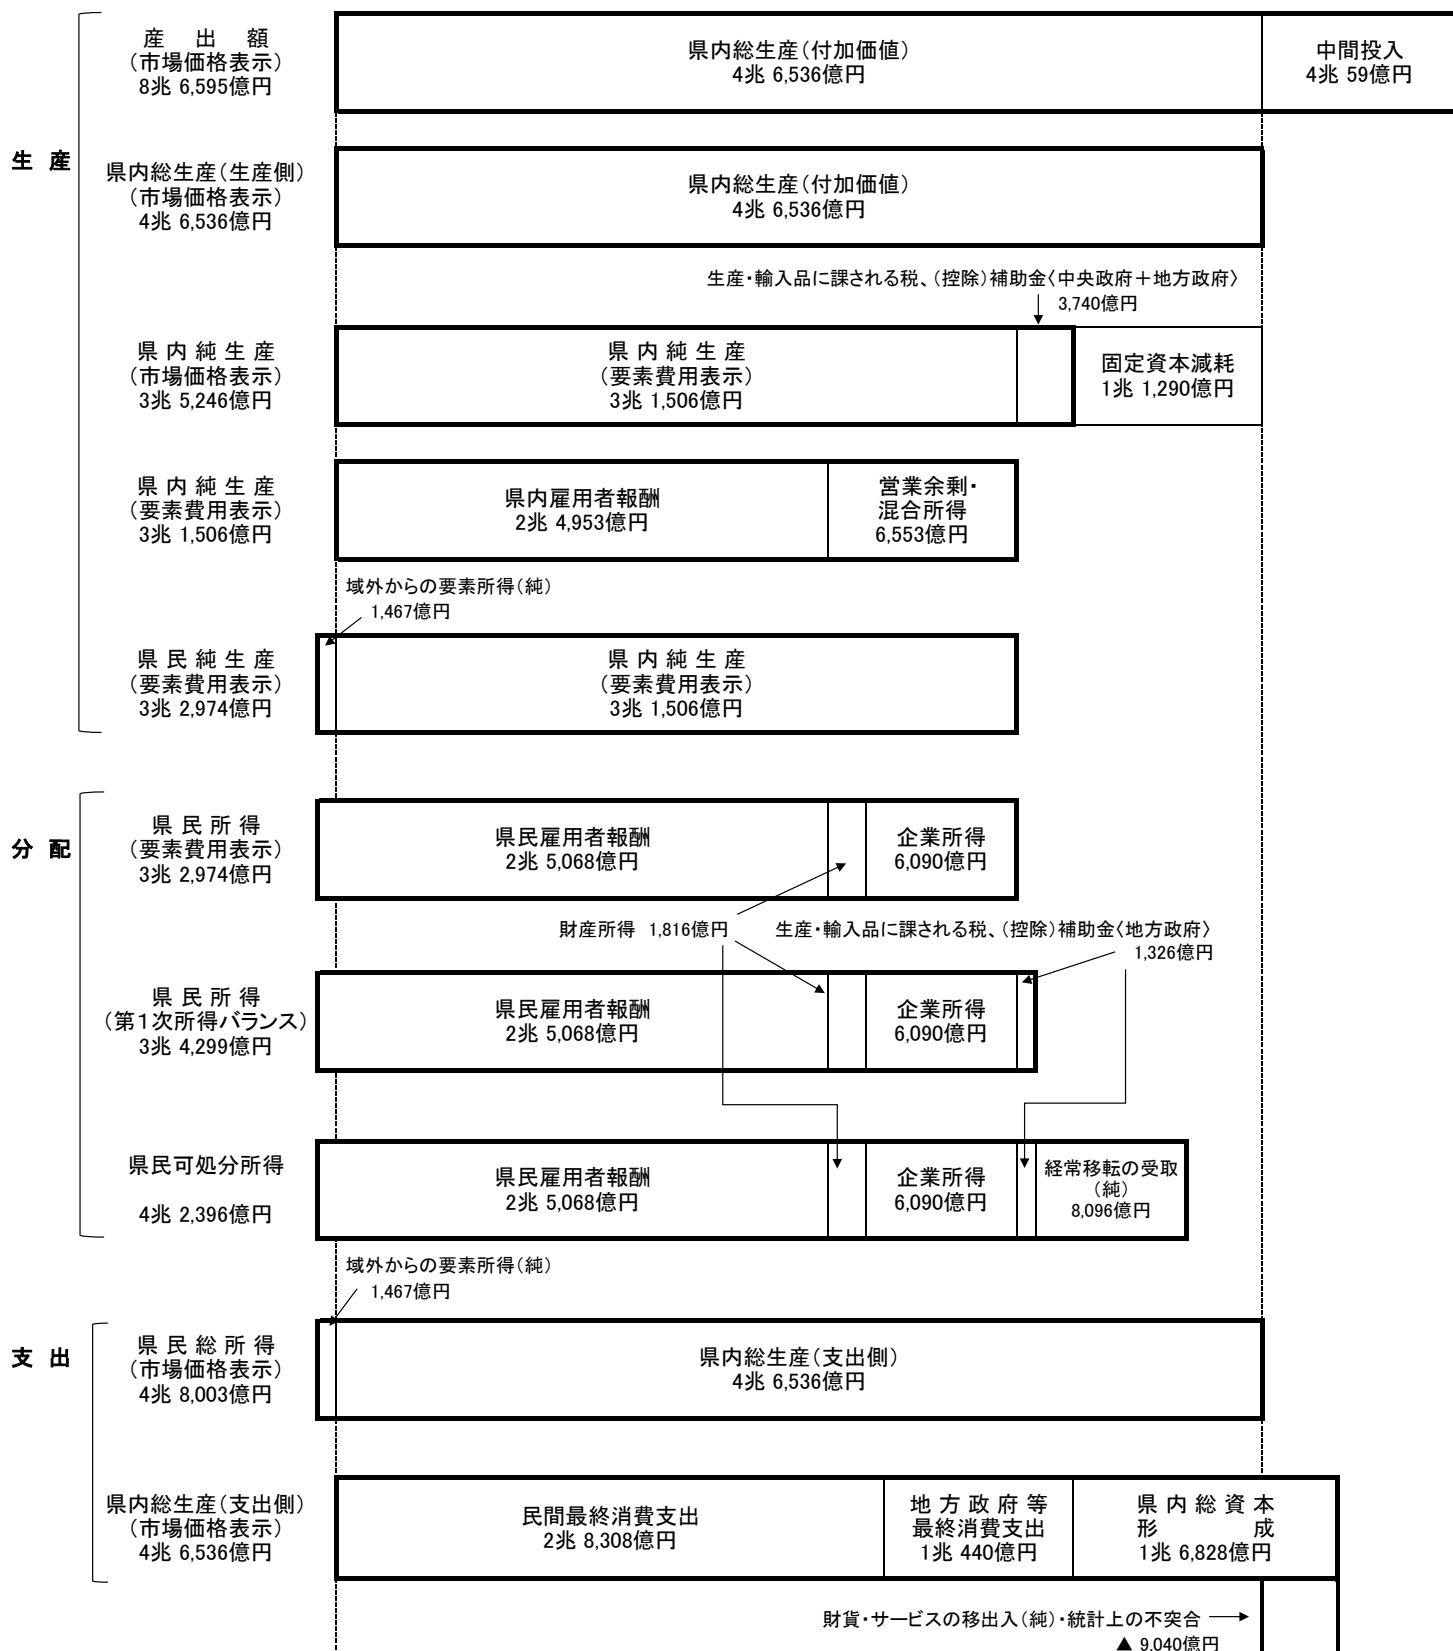 生 産
産 出 額
（市場価格表示）
8兆 6,595億円
県内総生産（付加価値）
4兆 6,536億円
中間投入
4兆 59億円
県内総生産（生産側）
（市場価格表示）
4兆 6,536億円
県内総生産（付加価値）
4兆 6,536億円
生産・輸入品に課される税、（控除）補助金〈中央政府＋地方政府〉
3,740億円
県 内 純 生 産
（市場価格表示）
3兆 5,246億円
県 内 純 生 産
（要素費用表示）
3兆 1,506億円
固定資本減耗
1兆 1,290億円
県 内 純 生 産
（要素費用表示）
3兆 1,506億円
県内雇用者報酬
2兆 4,953億円
営業余剰・
混合所得
6,553億円
域外からの要素所得（純）
1,467億円
県 民 純 生 産
（要素費用表示）
3兆 2,974億円
県 内 純 生 産
（要素費用表示）
3兆 1,506億円
分 配
県 民 所 得
（要素費用表示）
3兆 2,974億円
県民雇用者報酬
2兆 5,068億円
企業所得
6,090億円
財産所得 1,816億円
生産・輸入品に課される税、（控除）補助金〈地方政府〉
1,326億円
県 民 所 得
（第１次所得バランス）
3兆 4,299億円
県民雇用者報酬
2兆 5,068億円
企業所得
6,090億円
県民可処分所得
4兆 2,396億円
県民雇用者報酬
2兆 5,068億円
企業所得
6,090億円
経常移転の受取
（純）
8,096億円
域外からの要素所得（純）
1,467億円
支 出
県 民 総 所 得
（市場価格表示）
4兆 8,003億円
県内総生産（支出側）
4兆 6,536億円
県内総生産（支出側）
（市場価格表示）
4兆 6,536億円
民間最終消費支出
2兆 8,308億円
地 方 政 府 等
最終消費支出
1兆 440億円
県 内 総 資 本
形 成
1兆 6,828億円
財貨・サービスの移出入（純）・統計上の不突合
▲ 9,040億円